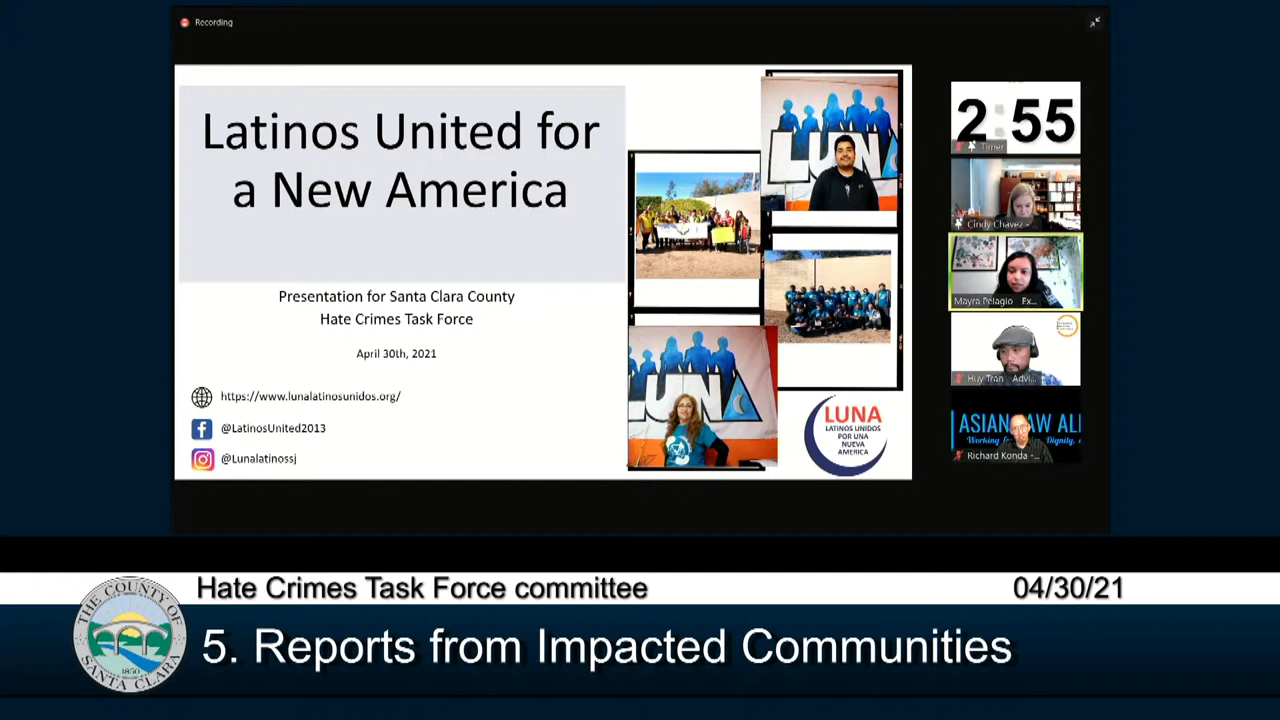 Recording
Latinos United for
a New America
Presentation for Santa Clara County
Hate Crimes Task Force
April 30th, 2021
https://www.lunalatinosunidos.org/
@LatinosUnited2013
@Lunalatinossj
LUNA
LUNA
LUNA
LATINOS UNIDOS
POR UNA
NUEVA
AMERICA
2:55
Timer
Cindy Chavez -
Mayra Pelagio - Ex...
Huy Tran - Advi...
ASIAN LAW ALL
Working for Dignity,
Richard Konda -...
Hate Crimes Task Force committee
04/30/21
5. Reports from Impacted Communities
THE COUNTY OF
SANTA CLARA
1850